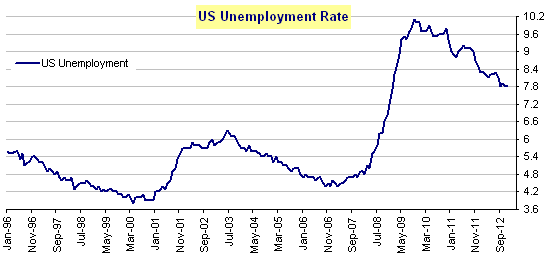 US Unemployment Rate
US Unemployment
10.2
9.6
9.0
8.4
7.8
7.2
6.6
6.0
5.4
4.8
4.2
3.6
Jan-96
Nov-96
Sep-97
Jul-98
May-99
Mar-00
Jan-01
Nov-01
Sep-02
Jul-03
May-04
Mar-05
Jan-06
Nov-06
Sep-07
Jul-08
May-09
Mar-10
Jan-11
Nov-11
Sep-12